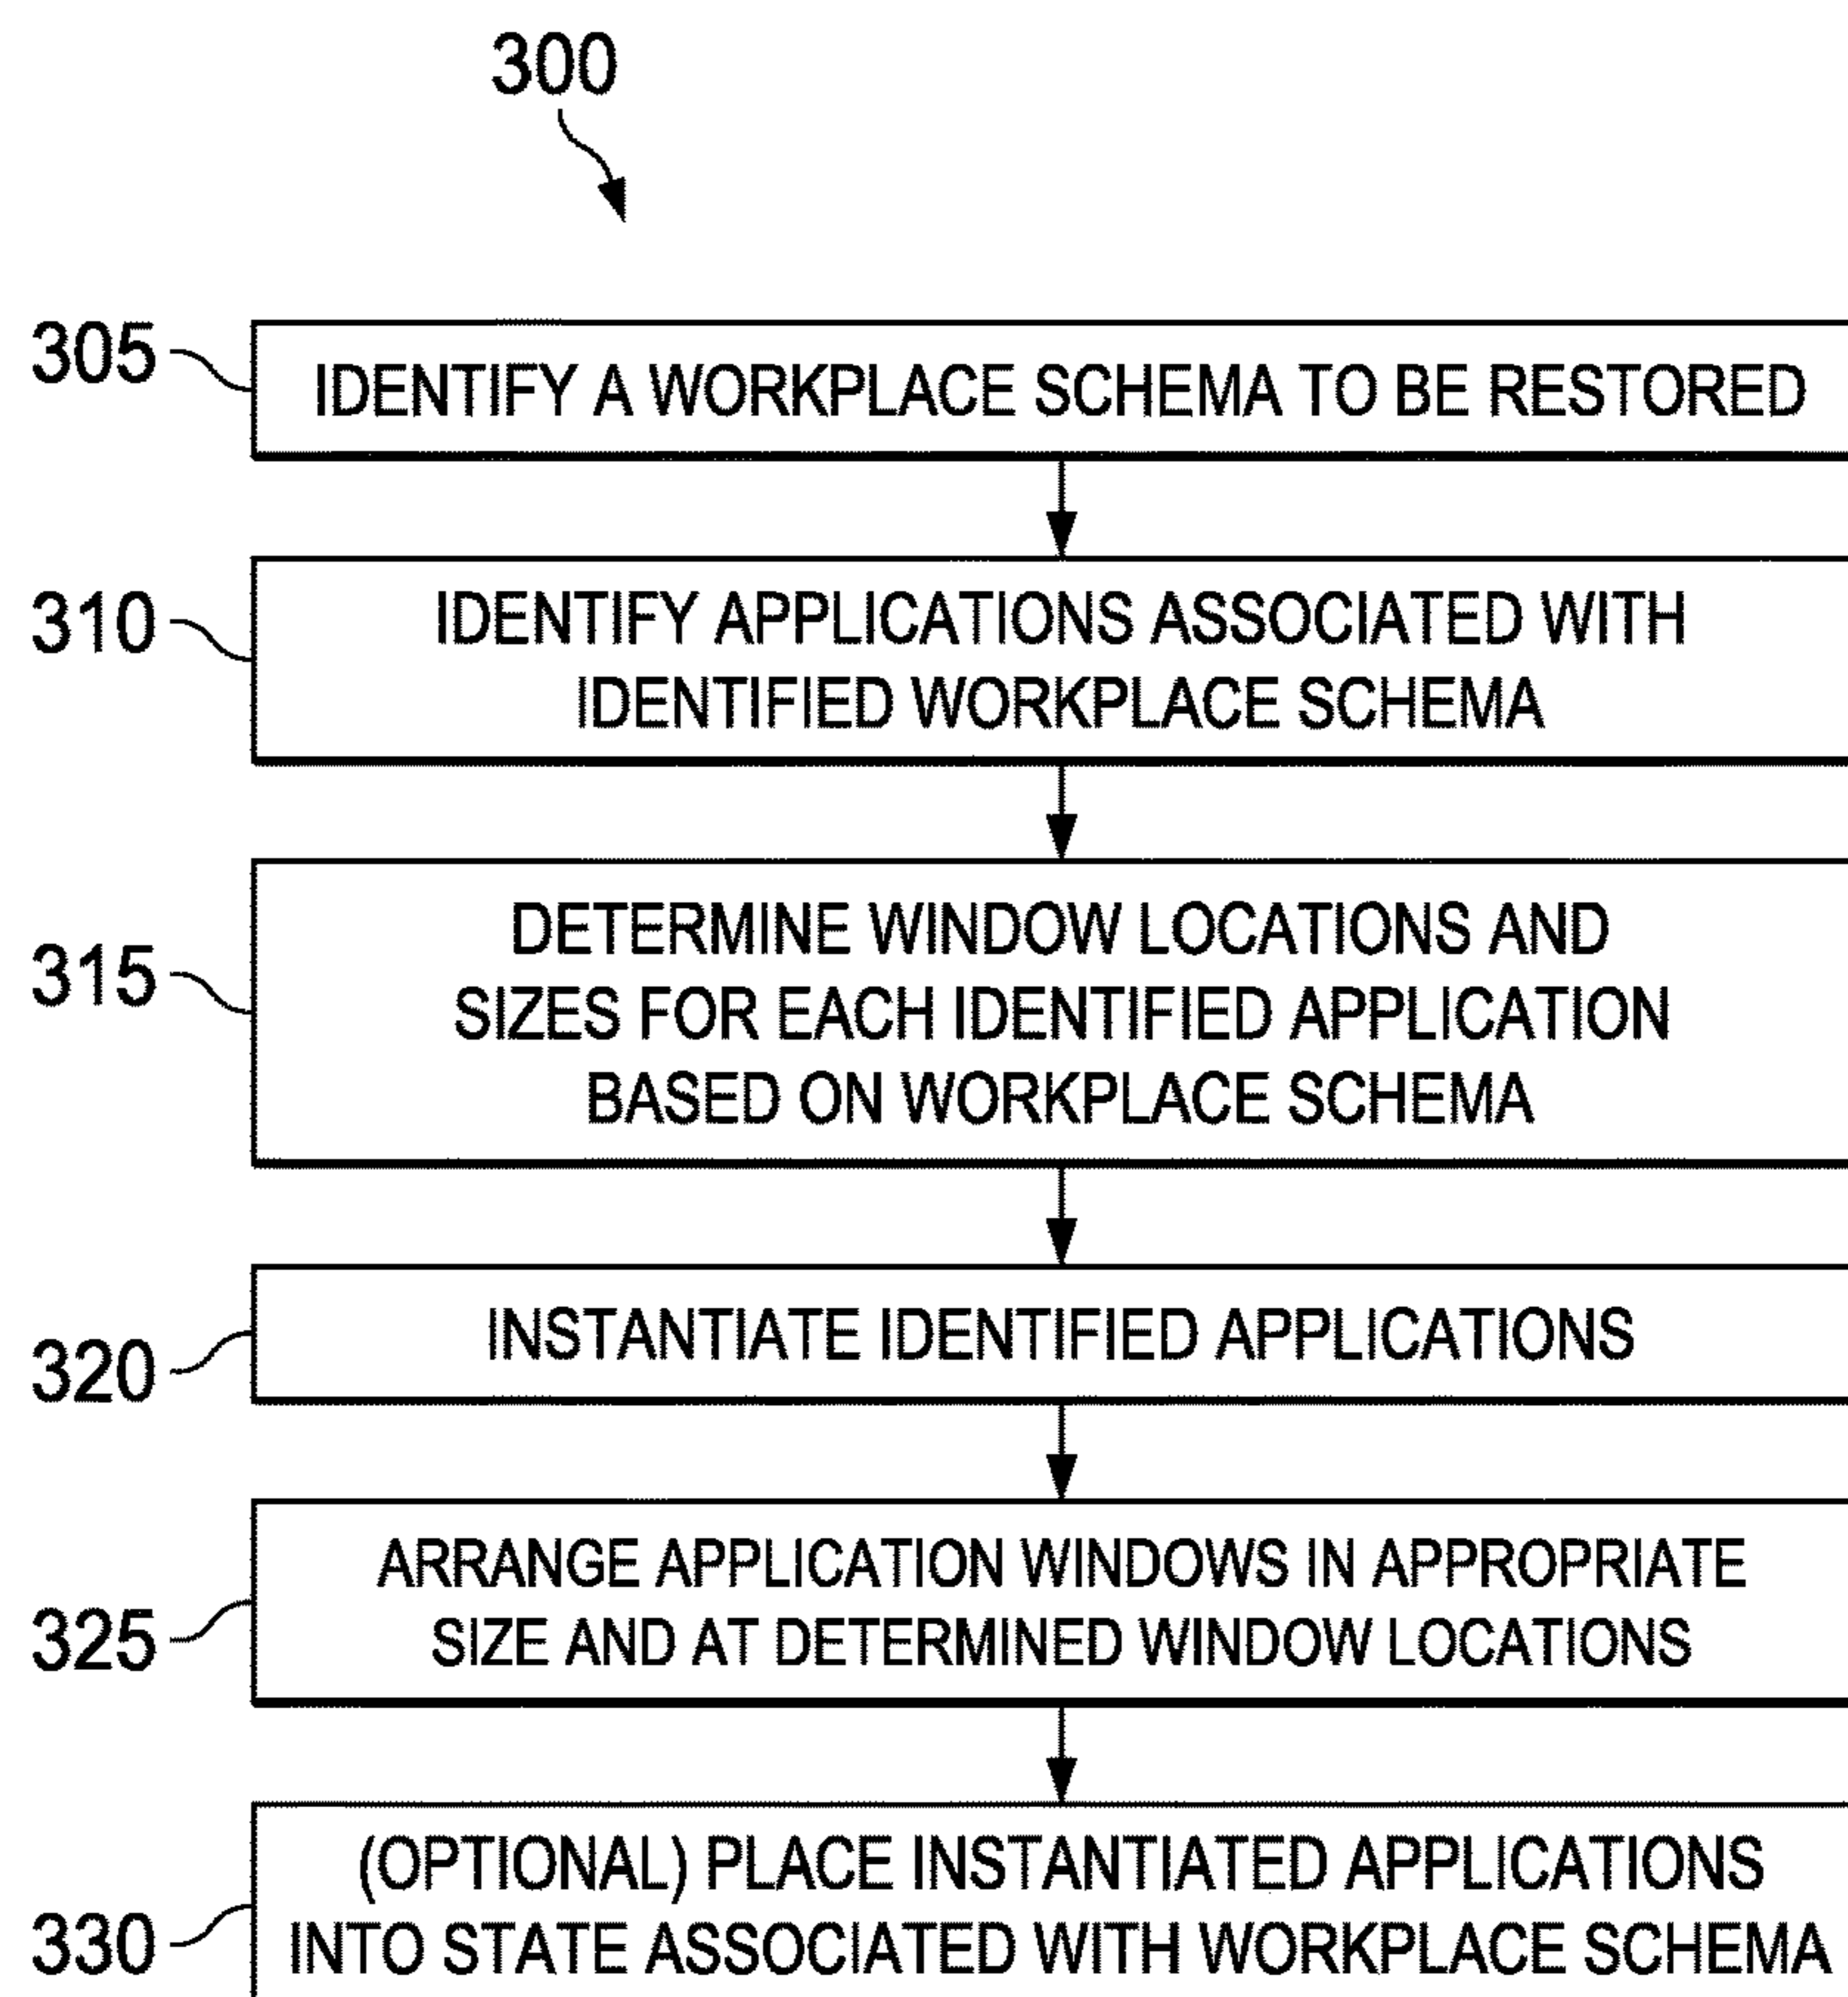 300
305
IDENTIFY A WORKPLACE SCHEMA TO BE RESTORED
310
IDENTIFY APPLICATIONS ASSOCIATED WITH
IDENTIFIED WORKPLACE SCHEMA
315
DETERMINE WINDOW LOCATIONS AND
SIZES FOR EACH IDENTIFIED APPLICATION
BASED ON WORKPLACE SCHEMA
320
INSTANTIATE IDENTIFIED APPLICATIONS
325
ARRANGE APPLICATION WINDOWS IN APPROPRIATE
SIZE AND AT DETERMINED WINDOW LOCATIONS
330
(OPTIONAL) PLACE INSTANTIATED APPLICATIONS
INTO STATE ASSOCIATED WITH WORKPLACE SCHEMA